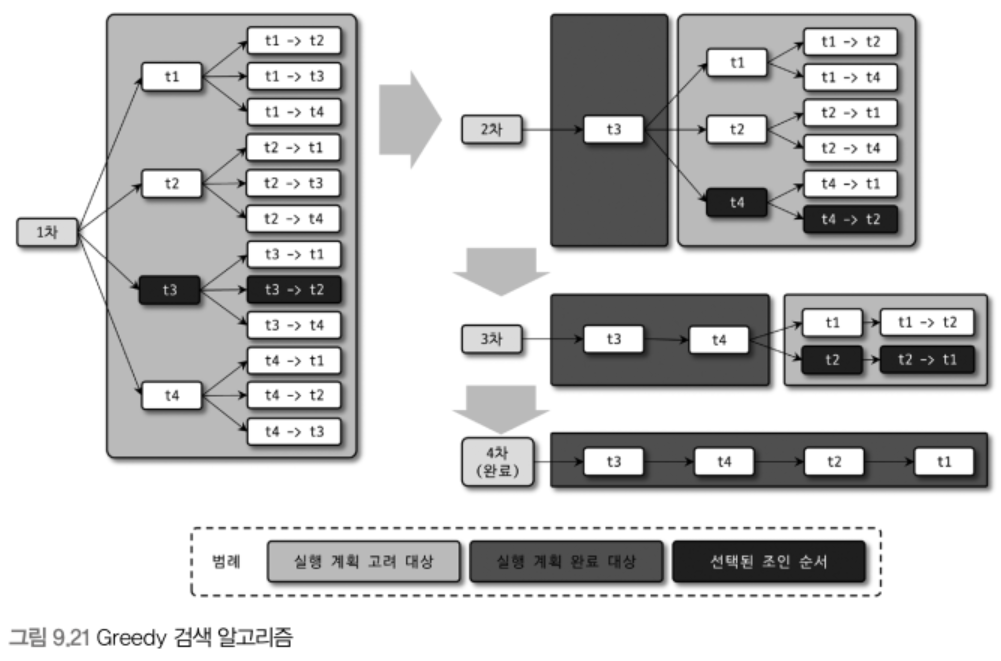 1차
t1
t1 -> t2
t1 -> t3
t1 -> t4
t2
t2 -> t1
t2 -> t3
t2 -> t4
t3
t3 -> t1
t3 -> t2
t3 -> t4
t4
t4 -> t1
t4 -> t2
t4 -> t3
2차
t3
t1
t1 -> t2
t1 -> t4
t2
t2 -> t1
t2 -> t4
t4
t4 -> t1
t4 -> t2
3차
t3
t4
t1
t1 -> t2
t2
t2 -> t1
4차
(완료)
t3
t4
t2
t1
범례
실행 계획 고려 대상
실행 계획 완료 대상
선택된 조인 순서
그림 9.21 Greedy 검색 알고리즘